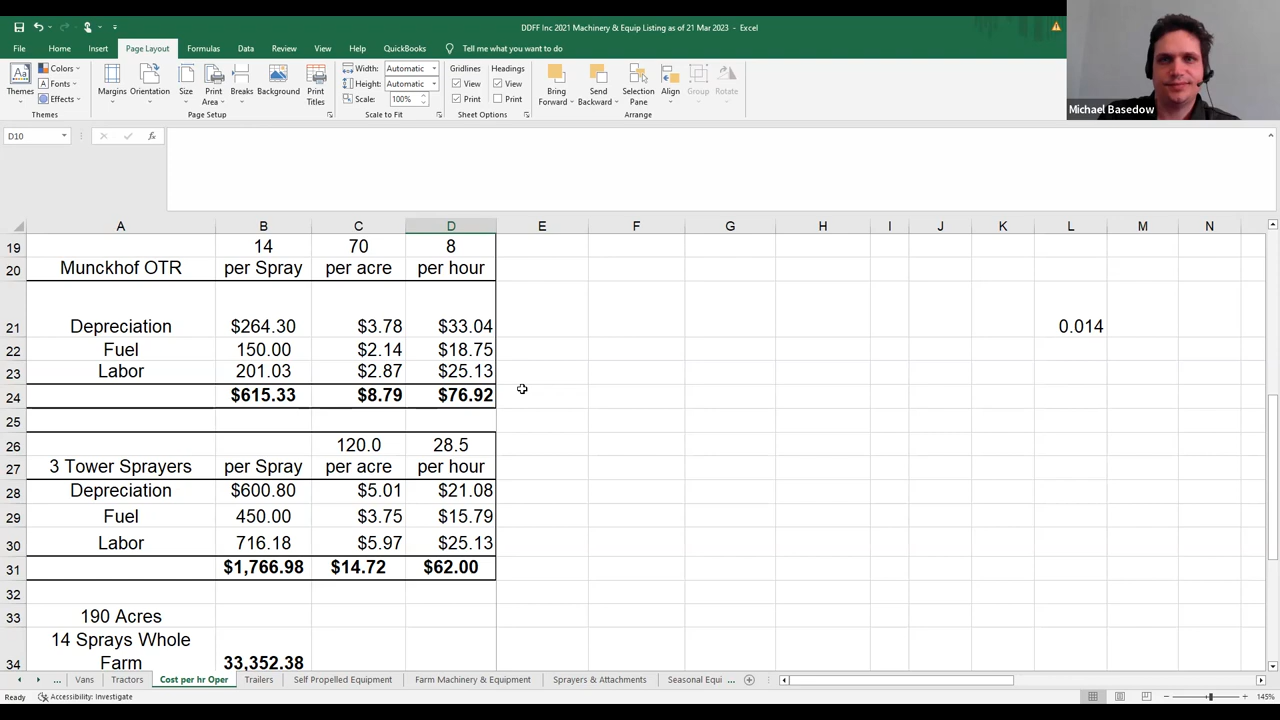 DDFF Inc 2021 Machinery & Equip Listing as of 21 Mar 2023 - Excel
File Home Insert Page Layout Formulas Data Review View Help QuickBooks Tell me what you want to do
Themes Colors Fonts Effects Themes
Margins Orientation Size Print Area Breaks Background Print Titles Page Setup
Width: Automatic
Height: Automatic
Scale: 100%
Scale to Fit
Gridlines Headings
View View
Print Print
Sheet Options
Bring Forward Send Backward Selection Pane Align Group Rotate
Arrange
Michael Basedow
D10 fx
A B C D E F G H I J K L M N
19 14 70 8
20 Munckhof OTR per Spray per acre per hour
21 Depreciation $264.30 $3.78 $33.04 0.014
22 Fuel 150.00 $2.14 $18.75
23 Labor 201.03 $2.87 $25.13
24 $615.33 $8.79 $76.92
25
26 120.0 28.5
27 3 Tower Sprayers per Spray per acre per hour
28 Depreciation $600.80 $5.01 $21.08
29 Fuel 450.00 $3.75 $15.79
30 Labor 716.18 $5.97 $25.13
31 $1,766.98 $14.72 $62.00
32
33 190 Acres
14 Sprays Whole
34 Farm 33,352.38
... Vans Tractors Cost per hr Oper Trailers Self Propelled Equipment Farm Machinery & Equipment Sprayers & Attachments Seasonal Equi ...
Ready Accessibility: Investigate 145%